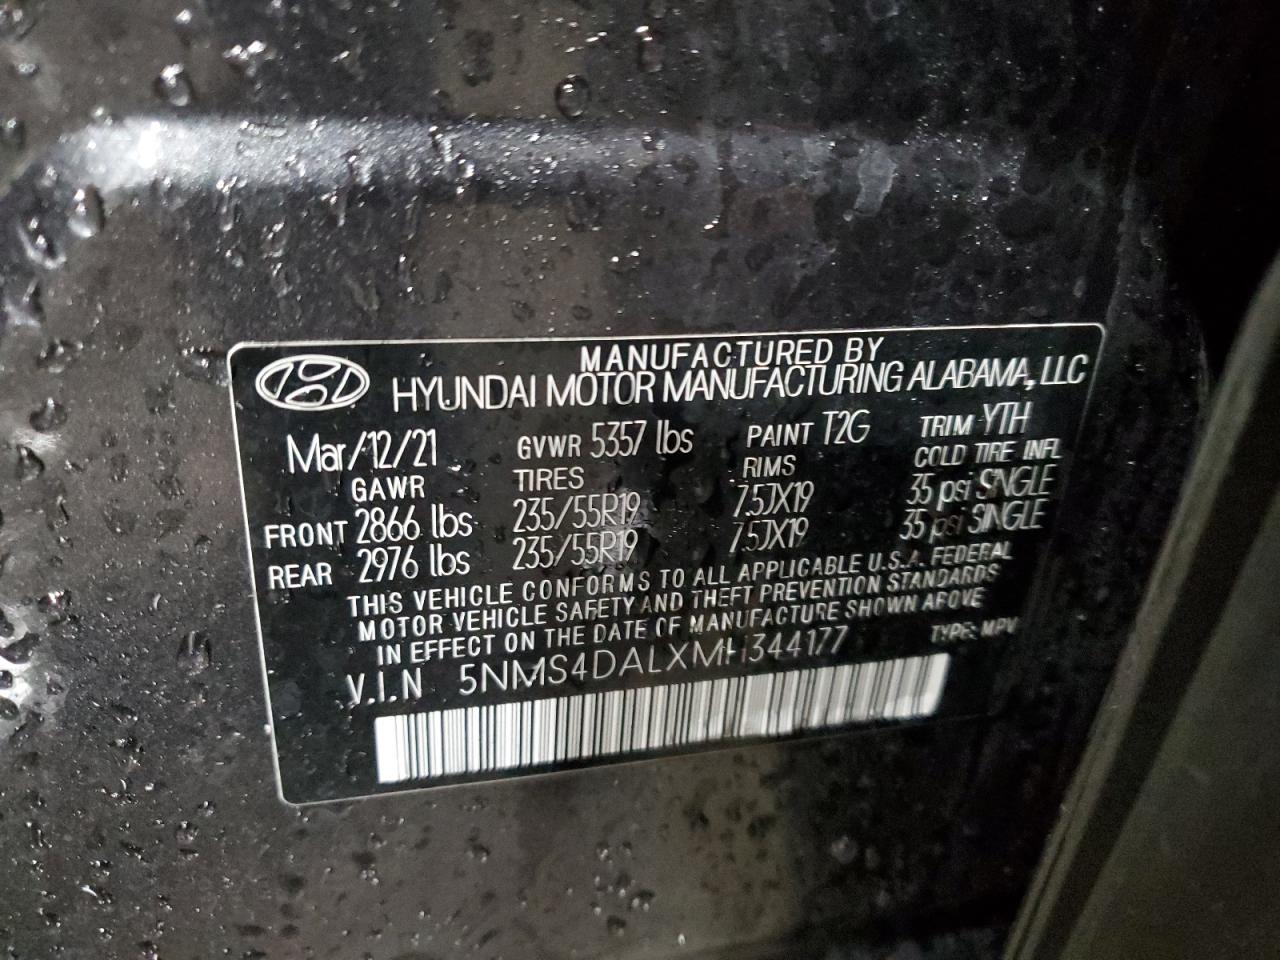 MANUFACTURED BY
HYUNDAI MOTOR MANUFACTURING ALABAMA, LLC
Mar/12/21 GVWR 5357 lbs PAINT T2G TRIM YTH
GAWR TIRES RIMS COLD TIRE INFL
FRONT 2866 lbs 235/55R19 7.5JX19 35 psi SINGLE
REAR 2976 lbs 235/55R19 7.5JX19 35 psi SINGLE
THIS VEHICLE CONFORMS TO ALL APPLICABLE U.S.A. FEDERAL
MOTOR VEHICLE SAFETY AND THEFT PREVENTION STANDARDS
IN EFFECT ON THE DATE OF MANUFACTURE SHOWN ABOVE
V.I.N 5NMS4DALXMH344177 TYPE: MPV